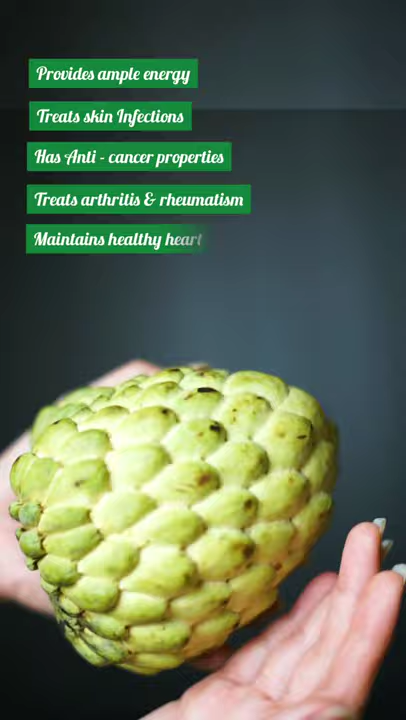 Provides ample energy
Treats skin Infections
Has Anti - cancer properties
Treats arthritis & rheumatism
Maintains healthy heart